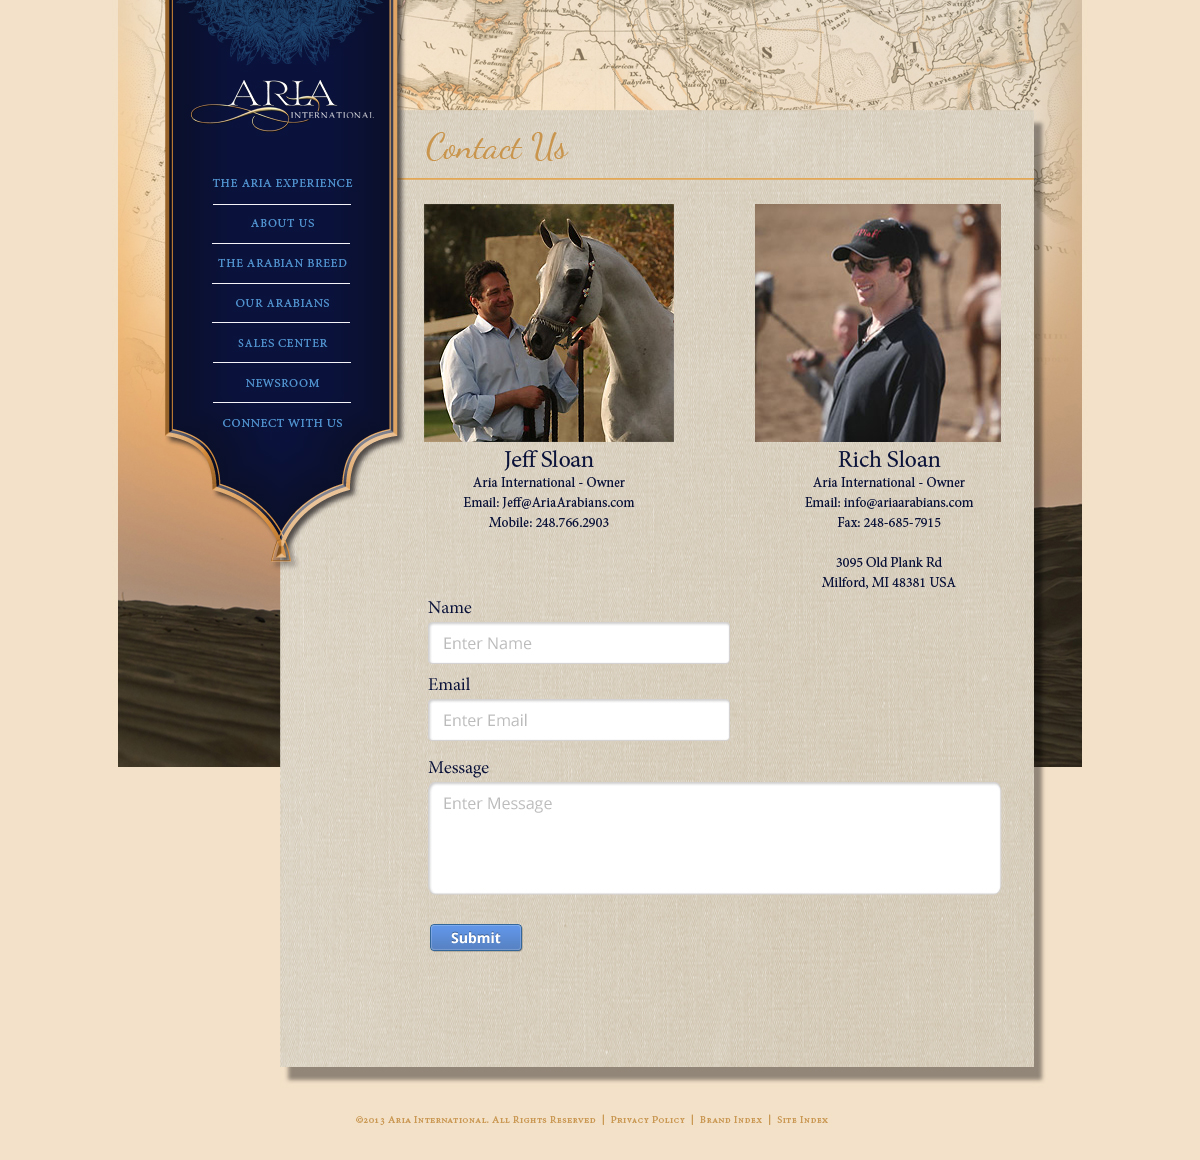 ARIA
INTERNATIONAL
THE ARIA EXPERIENCE
ABOUT US
THE ARABIAN BREED
OUR ARABIANS
SALES CENTER
NEWSROOM
CONNECT WITH US
Contact Us
Jeff Sloan
Aria International - Owner
Email: Jeff@AriaArabians.com
Mobile: 248.766.2903
Rich Sloan
Aria International - Owner
Email: info@ariaarabians.com
Fax: 248-685-7915
3095 Old Plank Rd
Milford, MI 48381 USA
Name
Enter Name
Email
Enter Email
Message
Enter Message
Submit
©2013 Aria International. All Rights Reserved | Privacy Policy | Brand Index | Site Index